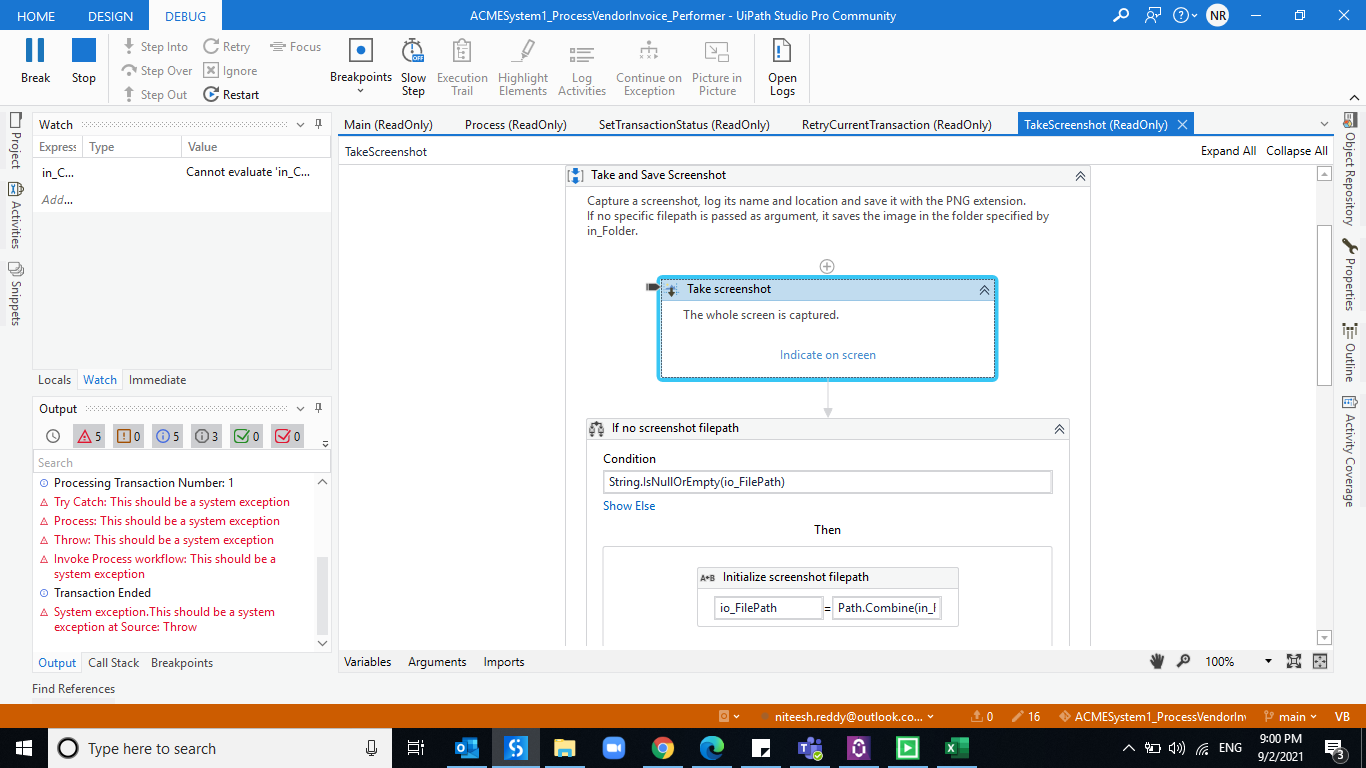 HOME DESIGN DEBUG ACMESystem1_ProcessVendorInvoice_Performer - UiPath Studio Pro Community NR
Break Stop Step Into Step Over Step Out Retry Ignore Restart Focus
Breakpoints Slow Step Execution Trail Highlight Elements Log Activities Continue on Exception Picture in Picture Open Logs
OFF
Project
Activities
Snippets
Watch
Express Type Value
in_C... Cannot evaluate 'in_C...
Add...
Locals Watch Immediate
Output
5 0 5 3 0 0
Search
Processing Transaction Number: 1
Try Catch: This should be a system exception
Process: This should be a system exception
Throw: This should be a system exception
Invoke Process workflow: This should be a
system exception
Transaction Ended
System exception.This should be a system
exception at Source: Throw
Output Call Stack Breakpoints
Find References
Main (ReadOnly) Process (ReadOnly) SetTransactionStatus (ReadOnly) RetryCurrentTransaction (ReadOnly) TakeScreenshot (ReadOnly)
TakeScreenshot Expand All Collapse All
Take and Save Screenshot
Capture a screenshot, log its name and location and save it with the PNG extension.
If no specific filepath is passed as argument, it saves the image in the folder specified by
in_Folder.
Take screenshot
The whole screen is captured.
Indicate on screen
If no screenshot filepath
Condition
String.IsNullOrEmpty(io_FilePath)
Show Else
Then
A+B Initialize screenshot filepath
io_FilePath = Path.Combine(in_F
Variables Arguments Imports 100%
Object Repository
Properties
Outline
Activity Coverage
niteesh.reddy@outlook.co... 0 16 ACMESystem1_ProcessVendorInv main VB
Type here to search
ENG 9:00 PM
9/2/2021
3